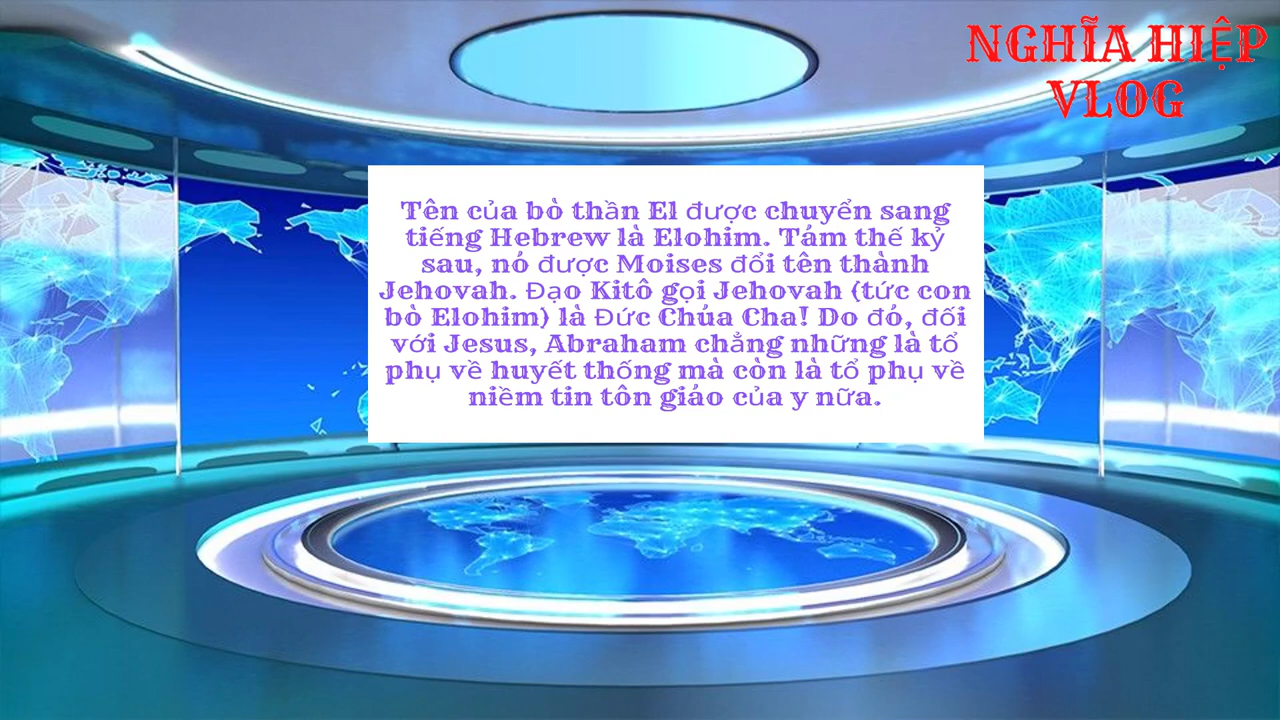 NGHĨA HIỆP
VLOG
Tên của bò thần El được chuyển sang
tiếng Hebrew là Elohim. Tám thế kỷ
sau, nó được Moises đổi tên thành
Jehovah. Đạo Kitô gọi Jehovah (tức con
bò Elohim) là Đức Chúa Cha! Do đó, đối
với Jesus, Abraham chẳng những là tổ
phụ về huyết thống mà còn là tổ phụ về
niềm tin tôn giáo của y nữa.